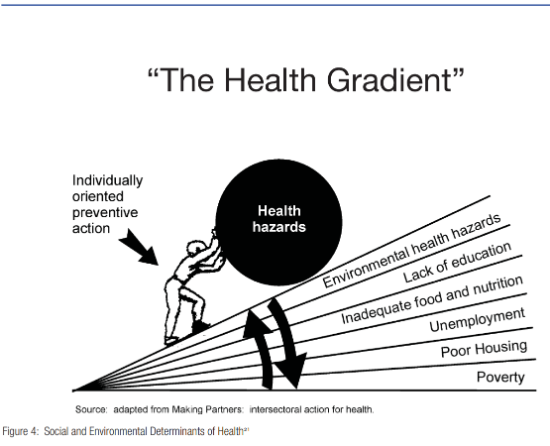 “The Health Gradient”
Individually
oriented
preventive
action
Health
hazards
Environmental health hazards
Lack of education
Inadequate food and nutrition
Unemployment
Poor Housing
Poverty
Source: adapted from Making Partners: intersectoral action for health.
Figure 4: Social and Environmental Determinants of Health